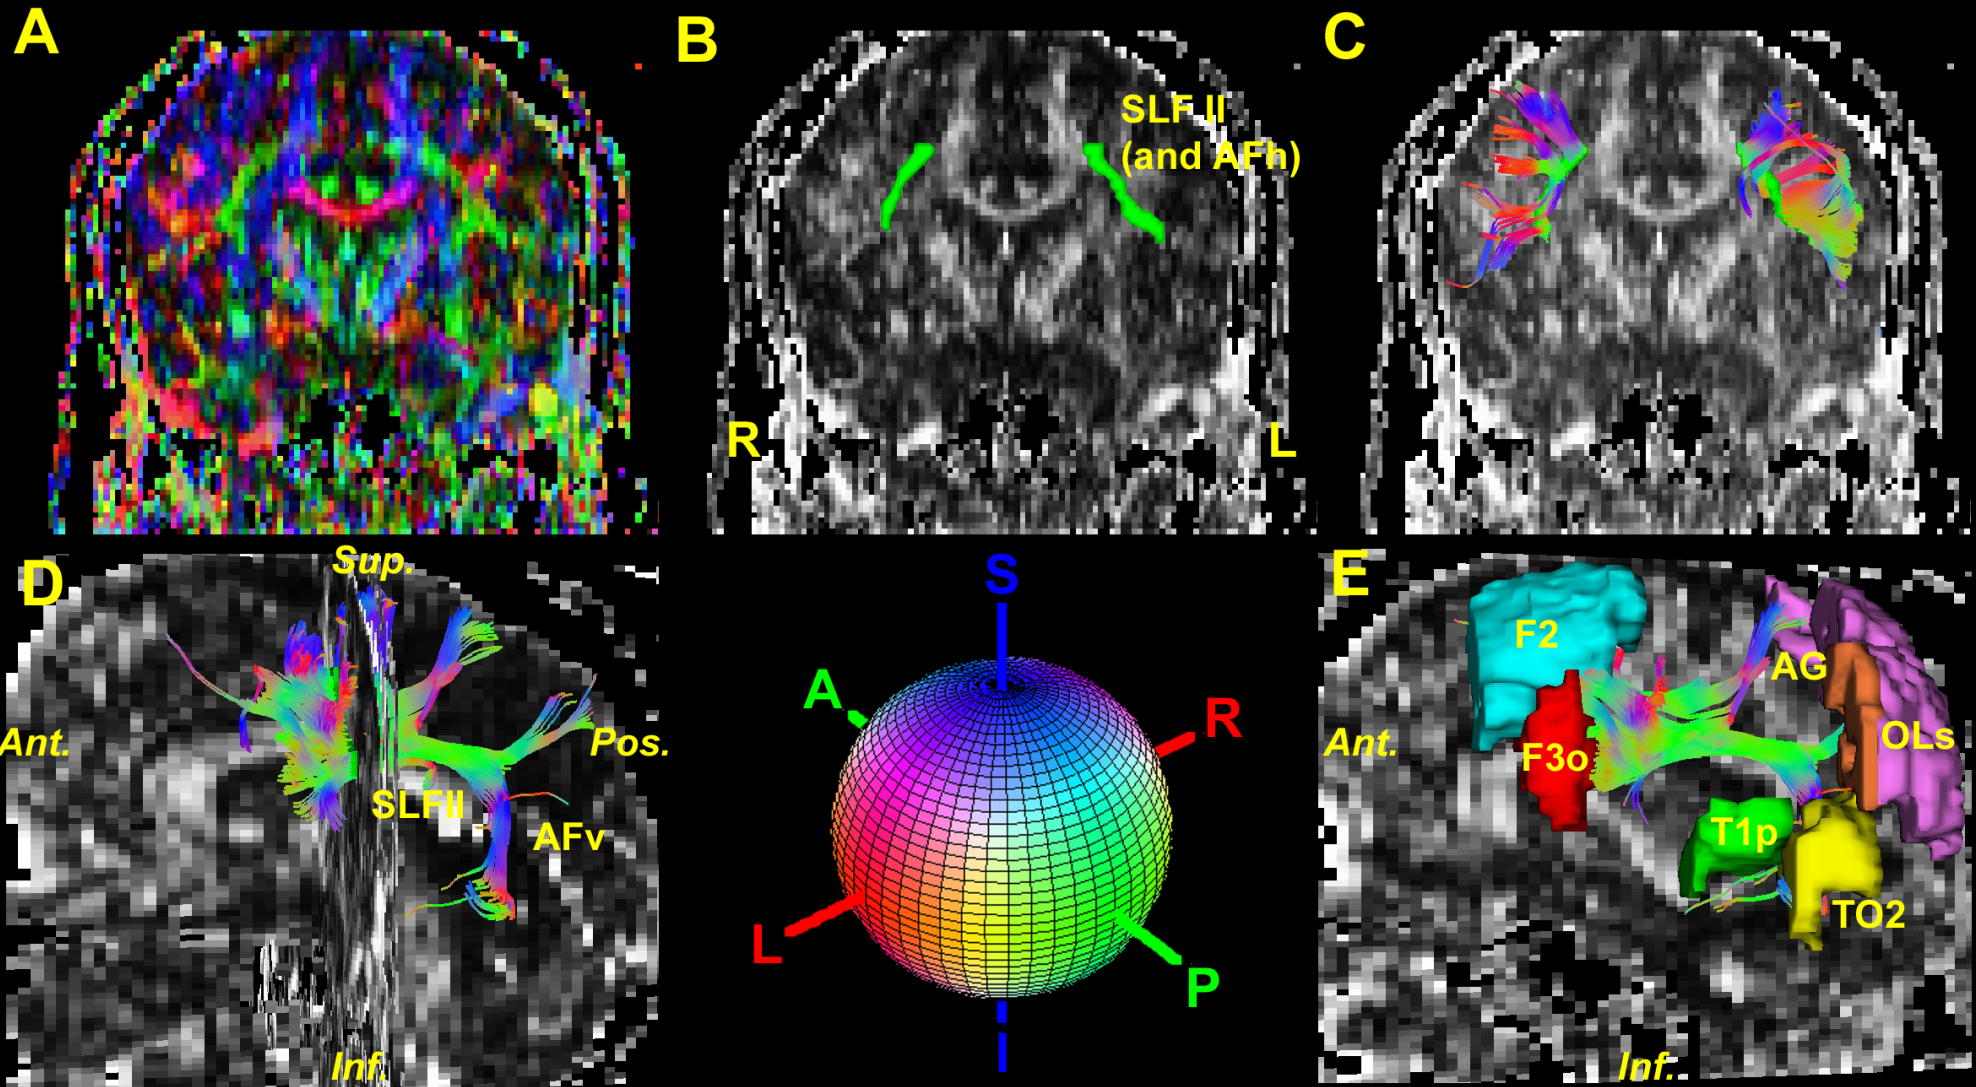 A
B
SLF II
(and AFh)
R
L
C
D
Sup.
Ant.
Pos.
SLFII
AFv
Inf.
S
A
R
L
P
E
F2
AG
Ant.
F3o
OLs
T1p
TO2
Inf.